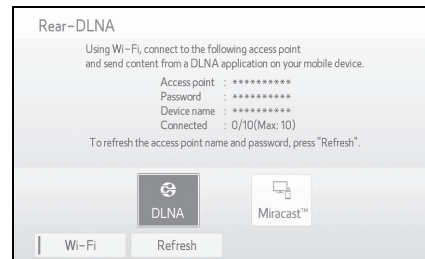 Rear-DLNA
Using Wi-Fi, connect to the following access point
and send content from a DLNA application on your mobile device.
Access point : **********
Password : **********
Device name : **********
Connected : 0/10(Max: 10)
To refresh the access point name and password, press "Refresh".
DLNA Miracast™
Wi-Fi Refresh